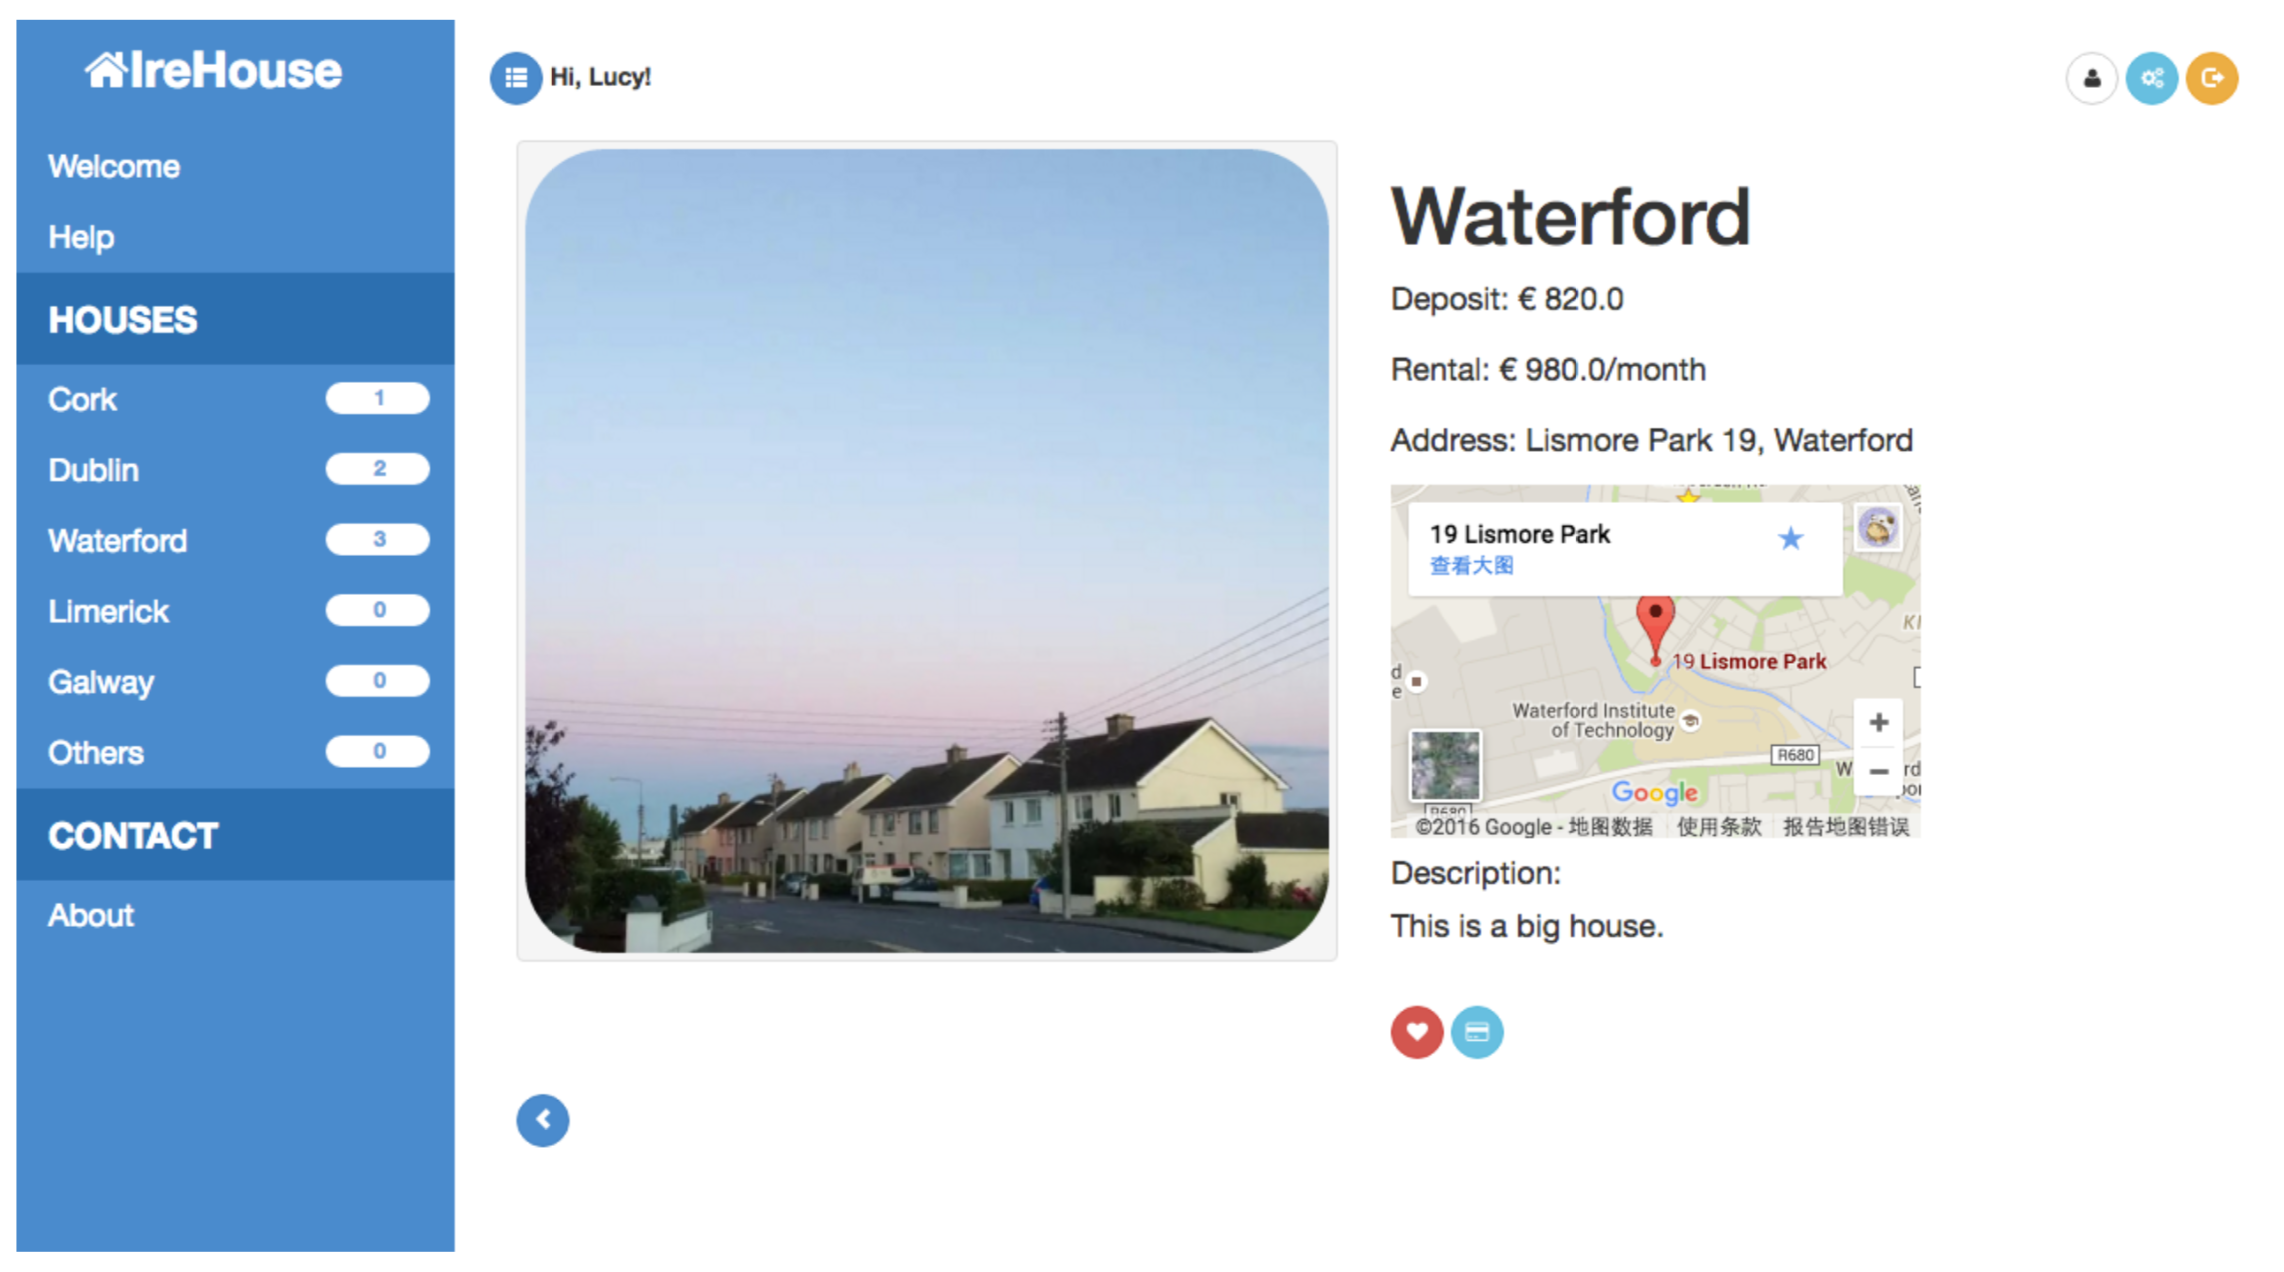 IreHouse
Welcome
Help
HOUSES
Cork 1
Dublin 2
Waterford 3
Limerick 0
Galway 0
Others 0
CONTACT
About
Hi, Lucy!
Waterford
Deposit: € 820.0
Rental: € 980.0/month
Address: Lismore Park 19, Waterford
19 Lismore Park
查看大图
19 Lismore Park
Waterford Institute
of Technology
R680
R680
Google
©2016 Google - 地图数据 使用条款 报告地图错误
Description:
This is a big house.